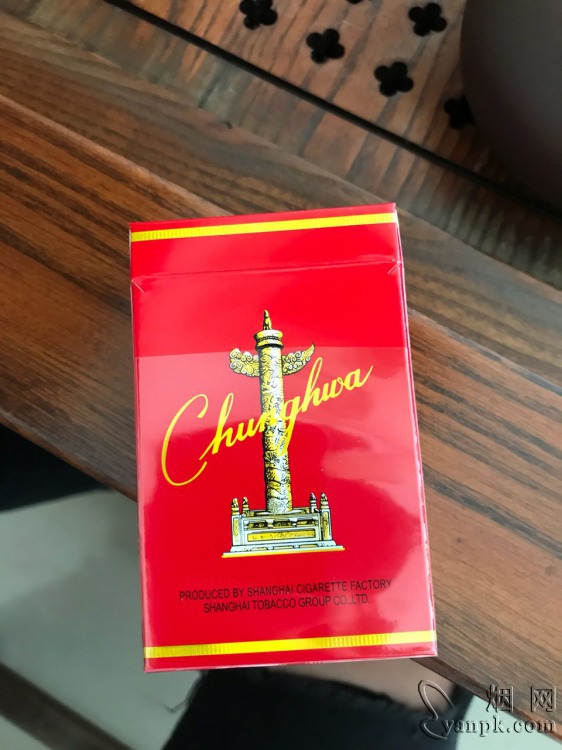 Chunghwa
PRODUCED BY SHANGHAI CIGARETTE FACTORY
SHANGHAI TOBACCO GROUP CO.,LTD.
烟网
yanpk.com